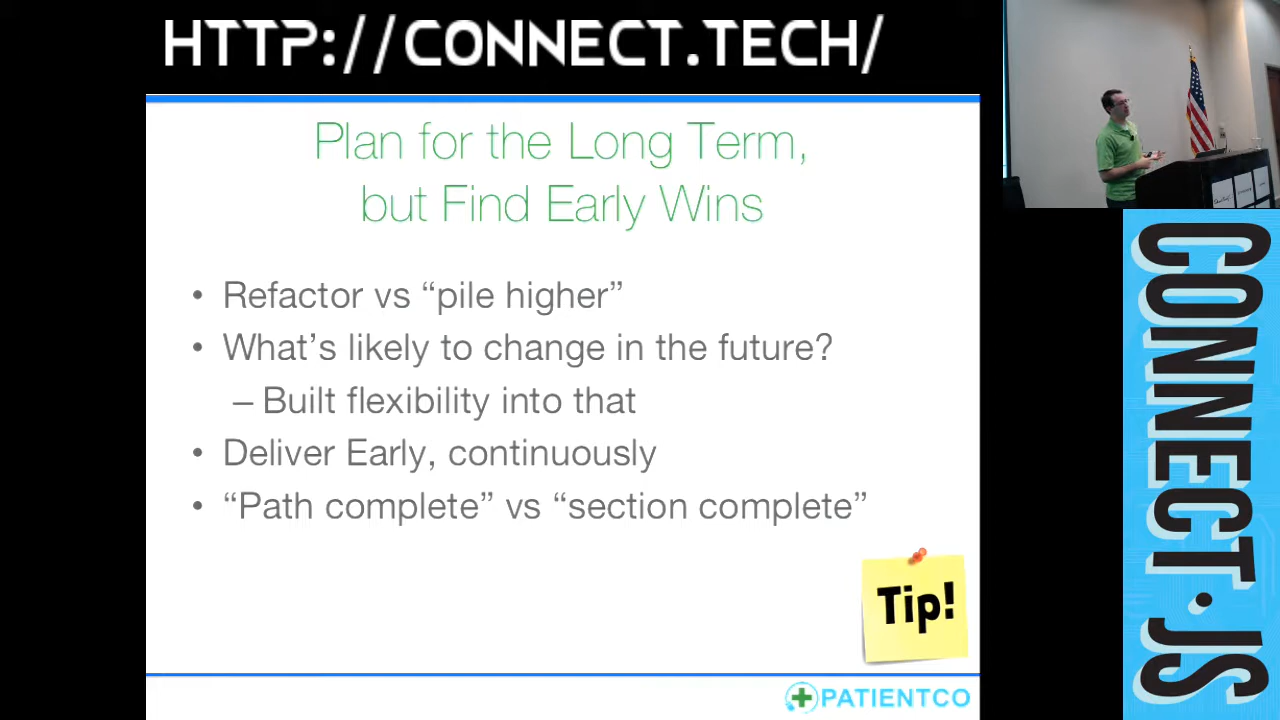 HTTP://CONNECT.TECH/
Plan for the Long Term,
but Find Early Wins
• Refactor vs “pile higher”
• What’s likely to change in the future?
– Built flexibility into that
• Deliver Early, continuously
• “Path complete” vs “section complete”
Tip!
PATIENTCO
CONNECT.JS